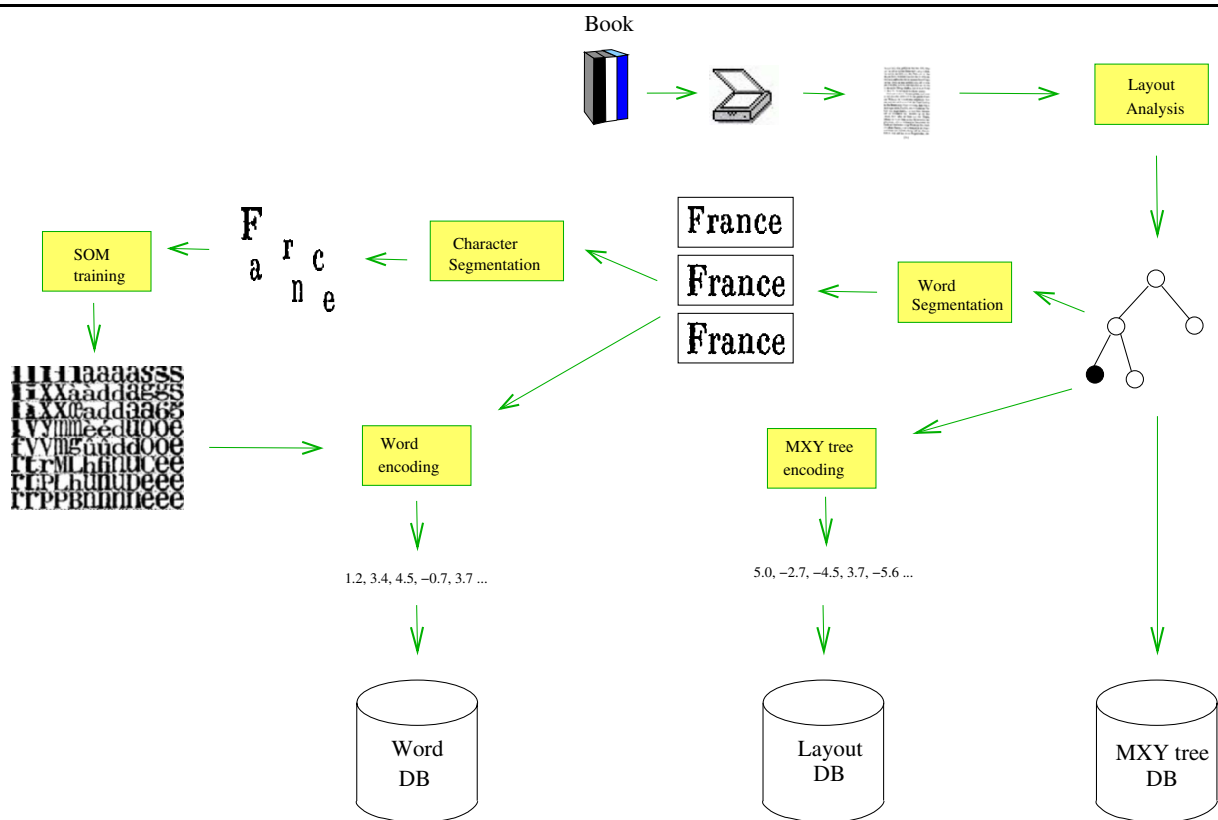 Book
Layout
Analysis
France
France
France
Word
Segmentation
Character
Segmentation
F
r
c
a
n
e
SOM
training
Word
encoding
MXY tree
encoding
1.2, 3.4, 4.5, −0.7, 3.7 ...
5.0, −2.7, −4.5, 3.7, −5.6 ...
Word
DB
Layout
DB
MXY tree
DB